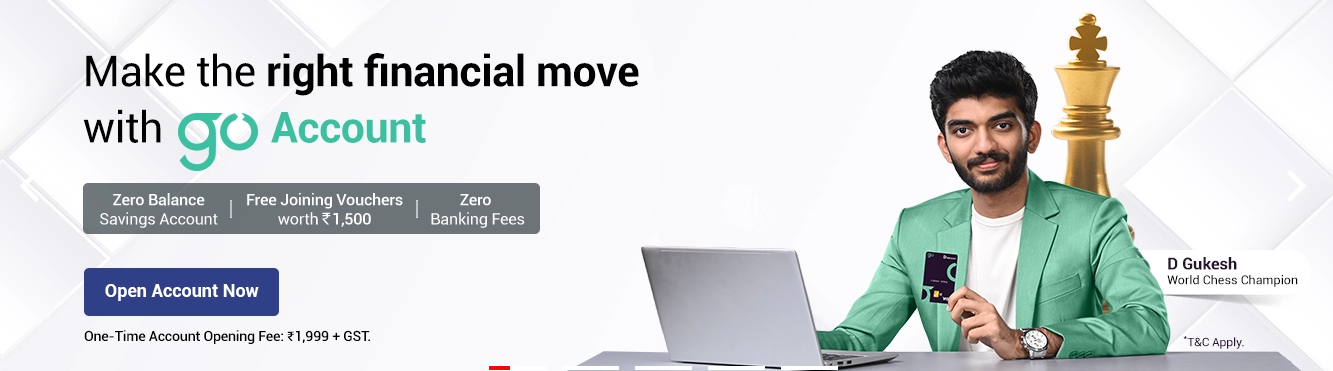 Make the right financial move
with go Account
Zero Balance
Savings Account
Free Joining Vouchers
worth ₹1,500
Zero
Banking Fees
Open Account Now
One-Time Account Opening Fee: ₹1,999 + GST.
go
D Gukesh
World Chess Champion
*T&C Apply.